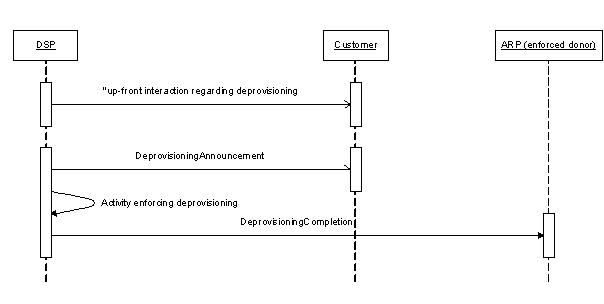 DSP
Customer
ARP (enforced donor)
"up-front interaction regarding deprovisioning
DeprovisioningAnnouncement
Activity enforcing deprovisioning
DeprovisioningCompletion